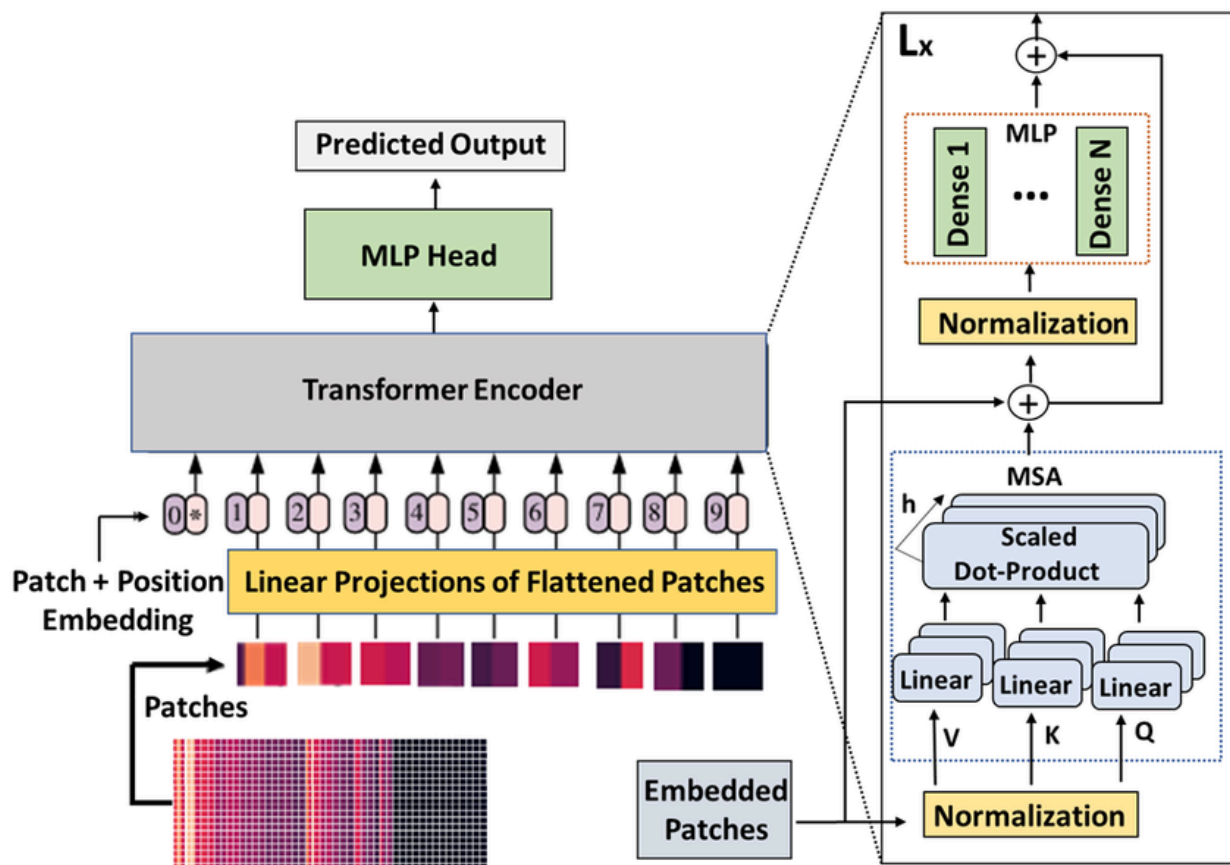 Predicted Output
MLP Head
Transformer Encoder
0 * 1 2 3 4 5 6 7 8 9
Patch + Position
Embedding
Linear Projections of Flattened Patches
Patches
Lx
MLP
Dense 1 ... Dense N
Normalization
MSA
h
Scaled
Dot-Product
Linear Linear Linear
V K Q
Embedded
Patches
Normalization